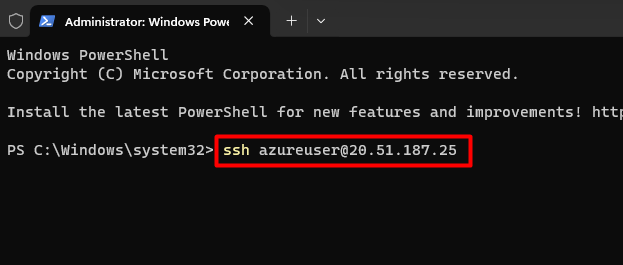 Administrator: Windows Pow
Windows PowerShell
Copyright (C) Microsoft Corporation. All rights reserved.
Install the latest PowerShell for new features and improvements! http
PS C:\Windows\system32> ssh azureuser@20.51.187.25